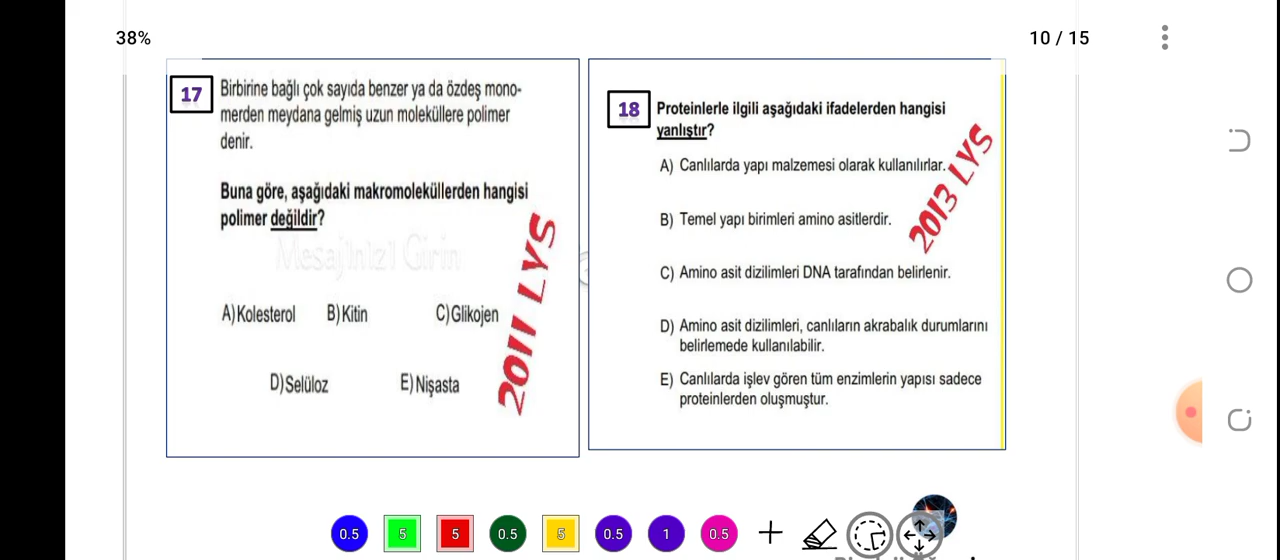 38%
10 / 15
17
Birbirine bağlı çok sayıda benzer ya da özdeş mono-
merden meydana gelmiş uzun moleküllere polimer
denir.
Buna göre, aşağıdaki makromoleküllerden hangisi
polimer değildir?
Mesajınızı Girin
A) Kolesterol B) Kitin C) Glikojen
D) Selüloz E) Nişasta
2011 LYS
18
Proteinlerle ilgili aşağıdaki ifadelerden hangisi
yanlıştır?
A) Canlılarda yapı malzemesi olarak kullanılırlar.
B) Temel yapı birimleri amino asitlerdir.
C) Amino asit dizilimleri DNA tarafından belirlenir.
D) Amino asit dizilimleri, canlıların akrabalık durumlarını
belirlemede kullanılabilir.
E) Canlılarda işlev gören tüm enzimlerin yapısı sadece
proteinlerden oluşmuştur.
2013 LYS
0.5 5 5 0.5 5 0.5 1 0.5